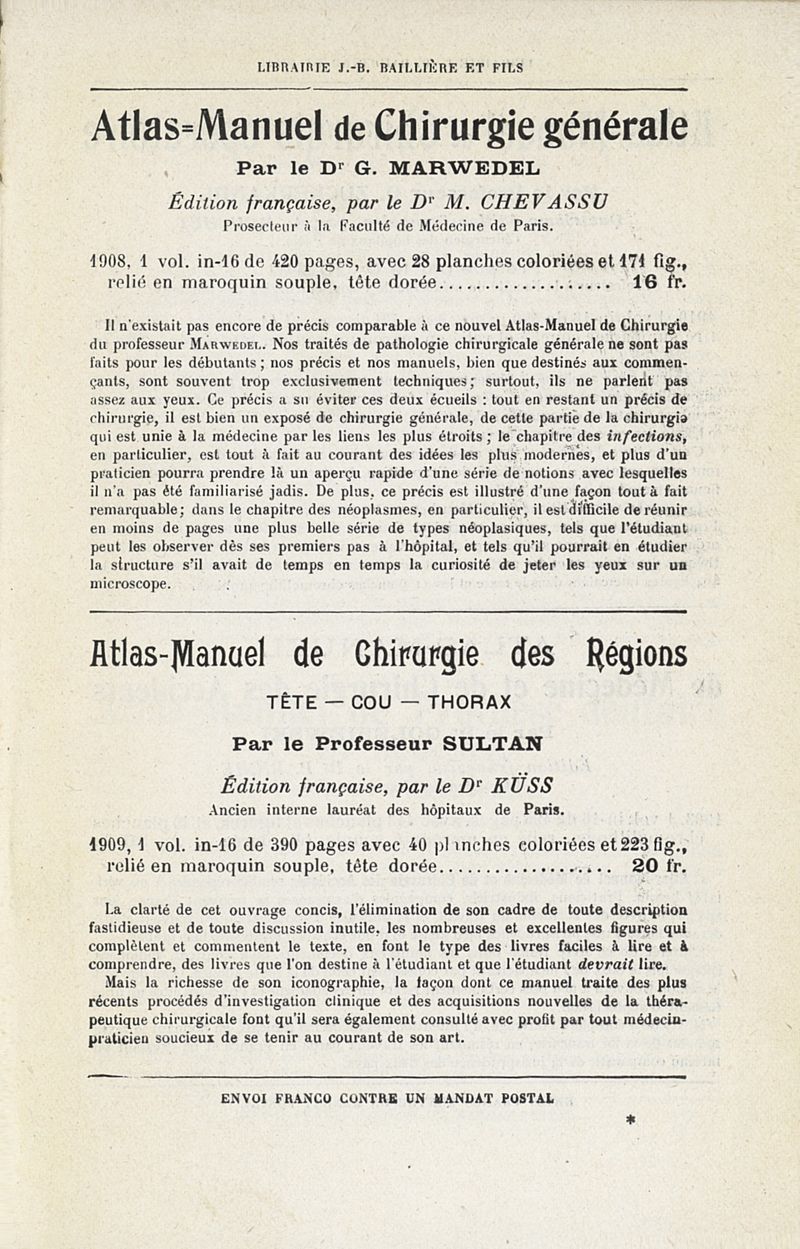 LIBRAIRIE J.-B. BAILLIÈRE ET FILS
Atlas-Manuel de Chirurgie générale
Par le Dr G. MARWEDEL
Édition française, par le Dr M. CHEVASSU
Prosecteur à la Faculté de Médecine de Paris.
1908, 1 vol. in-16 de 420 pages, avec 28 planches coloriées et 171 fig.,
relié en maroquin souple, tête dorée.................... 16 fr.
Il n'existait pas encore de précis comparable à ce nouvel Atlas-Manuel de Chirurgie
du professeur MARWEDEL. Nos traités de pathologie chirurgicale générale ne sont pas
faits pour les débutants ; nos précis et nos manuels, bien que destinés aux commen-
çants, sont souvent trop exclusivement techniques; surtout, ils ne parlent pas
assez aux yeux. Ce précis a su éviter ces deux écueils : tout en restant un précis de
chirurgie, il est bien un exposé de chirurgie générale, de cette partie de la chirurgie
qui est unie à la médecine par les liens les plus étroits ; le chapitre des infections,
en particulier, est tout à fait au courant des idées les plus modernes, et plus d'un
praticien pourra prendre là un aperçu rapide d'une série de notions avec lesquelles
il n'a pas été familiarisé jadis. De plus, ce précis est illustré d'une façon tout à fait
remarquable; dans le chapitre des néoplasmes, en particulier, il est difficile de réunir
en moins de pages une plus belle série de types néoplasiques, tels que l'étudiant
peut les observer dès ses premiers pas à l'hôpital, et tels qu'il pourrait en étudier
la structure s'il avait de temps en temps la curiosité de jeter les yeux sur un
microscope.
Atlas-Manuel de Chirurgie des Régions
TÊTE — COU — THORAX
Par le Professeur SULTAN
Édition française, par le Dr KÜSS
Ancien interne lauréat des hôpitaux de Paris.
1909, 1 vol. in-16 de 390 pages avec 40 planches coloriées et 223 fig.,
relié en maroquin souple, tête dorée.................... 20 fr.
La clarté de cet ouvrage concis, l'élimination de son cadre de toute description
fastidieuse et de toute discussion inutile, les nombreuses et excellentes figures qui
complètent et commentent le texte, en font le type des livres faciles à lire et à
comprendre, des livres que l'on destine à l'étudiant et que l'étudiant devrait lire.
Mais la richesse de son iconographie, la façon dont ce manuel traite des plus
récents procédés d'investigation clinique et des acquisitions nouvelles de la théra-
peutique chirurgicale font qu'il sera également consulté avec profit par tout médecin-
praticien soucieux de se tenir au courant de son art.
ENVOI FRANCO CONTRE UN MANDAT POSTAL
*